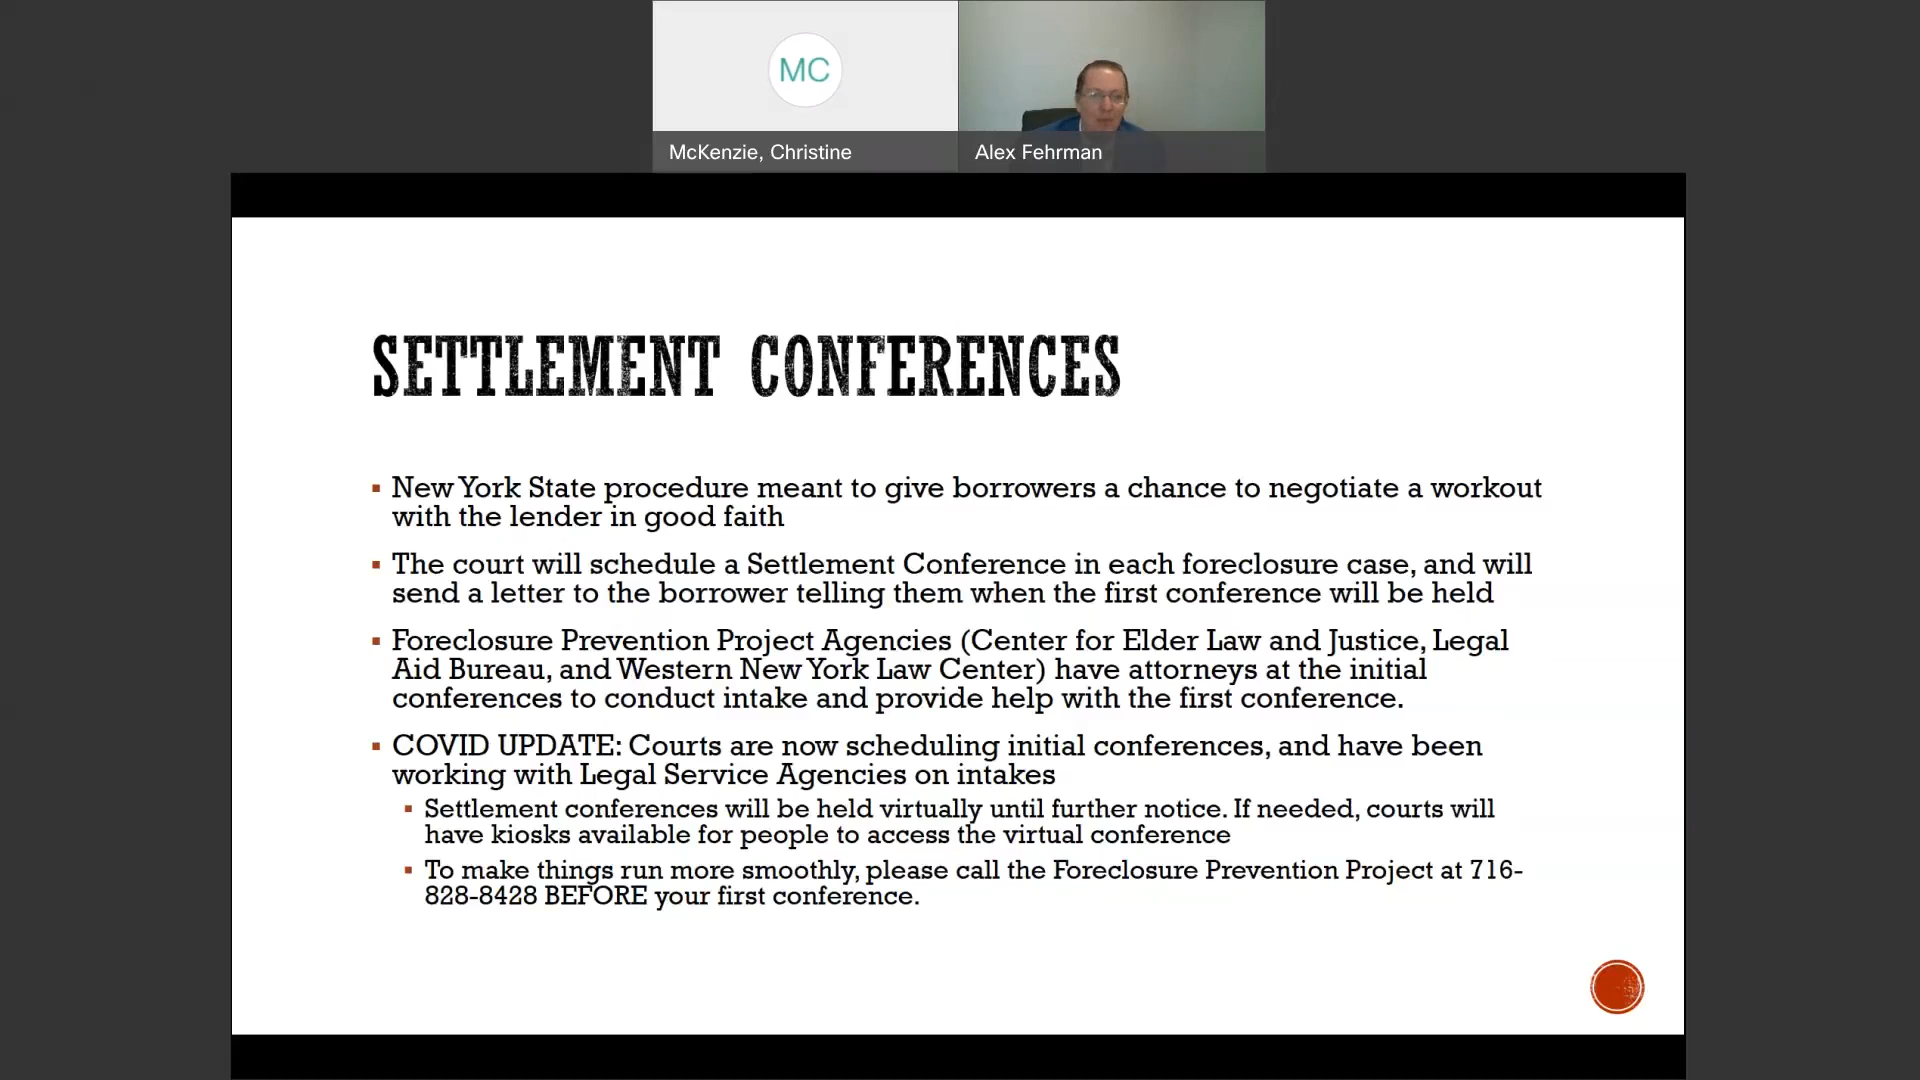 MC
McKenzie, Christine
Alex Fehrman
SETTLEMENT CONFERENCES
▪ New York State procedure meant to give borrowers a chance to negotiate a workout
with the lender in good faith
▪ The court will schedule a Settlement Conference in each foreclosure case, and will
send a letter to the borrower telling them when the first conference will be held
▪ Foreclosure Prevention Project Agencies (Center for Elder Law and Justice, Legal
Aid Bureau, and Western New York Law Center) have attorneys at the initial
conferences to conduct intake and provide help with the first conference.
▪ COVID UPDATE: Courts are now scheduling initial conferences, and have been
working with Legal Service Agencies on intakes
▪ Settlement conferences will be held virtually until further notice. If needed, courts will
have kiosks available for people to access the virtual conference
▪ To make things run more smoothly, please call the Foreclosure Prevention Project at 716-
828-8428 BEFORE your first conference.